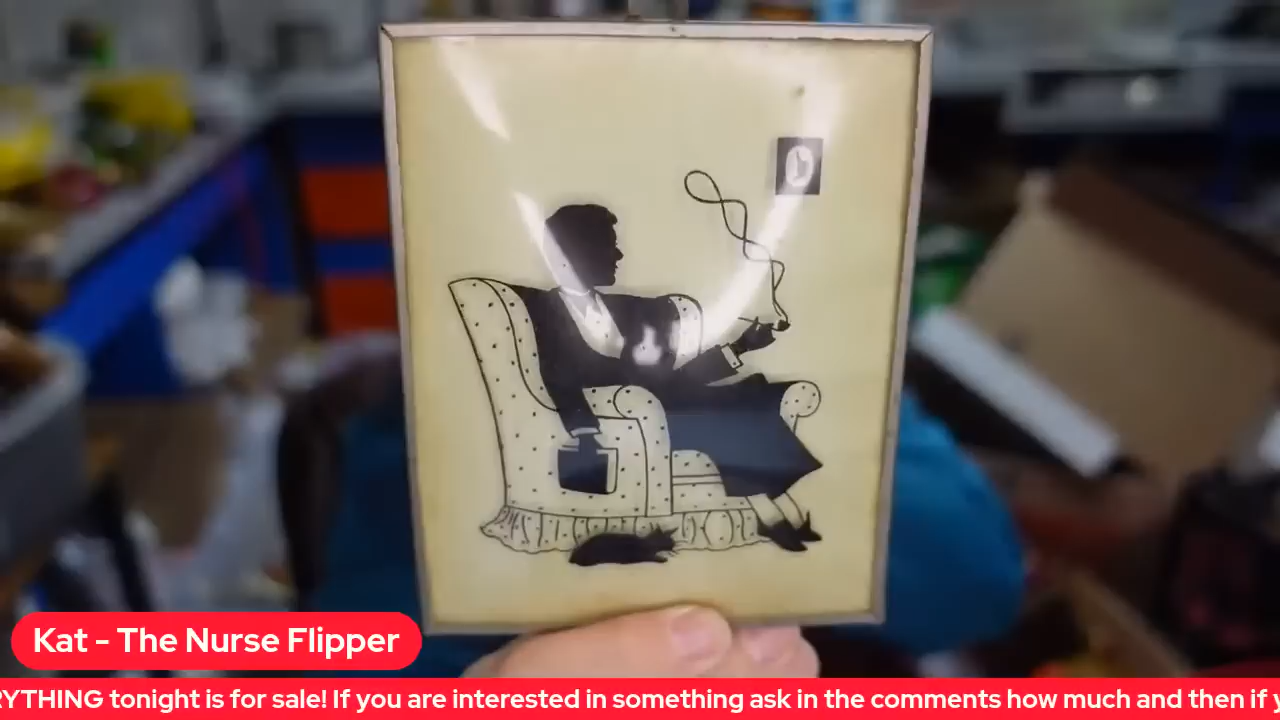 Kat - The Nurse Flipper
RYTHING tonight is for sale! If you are interested in something ask in the comments how much and then if y